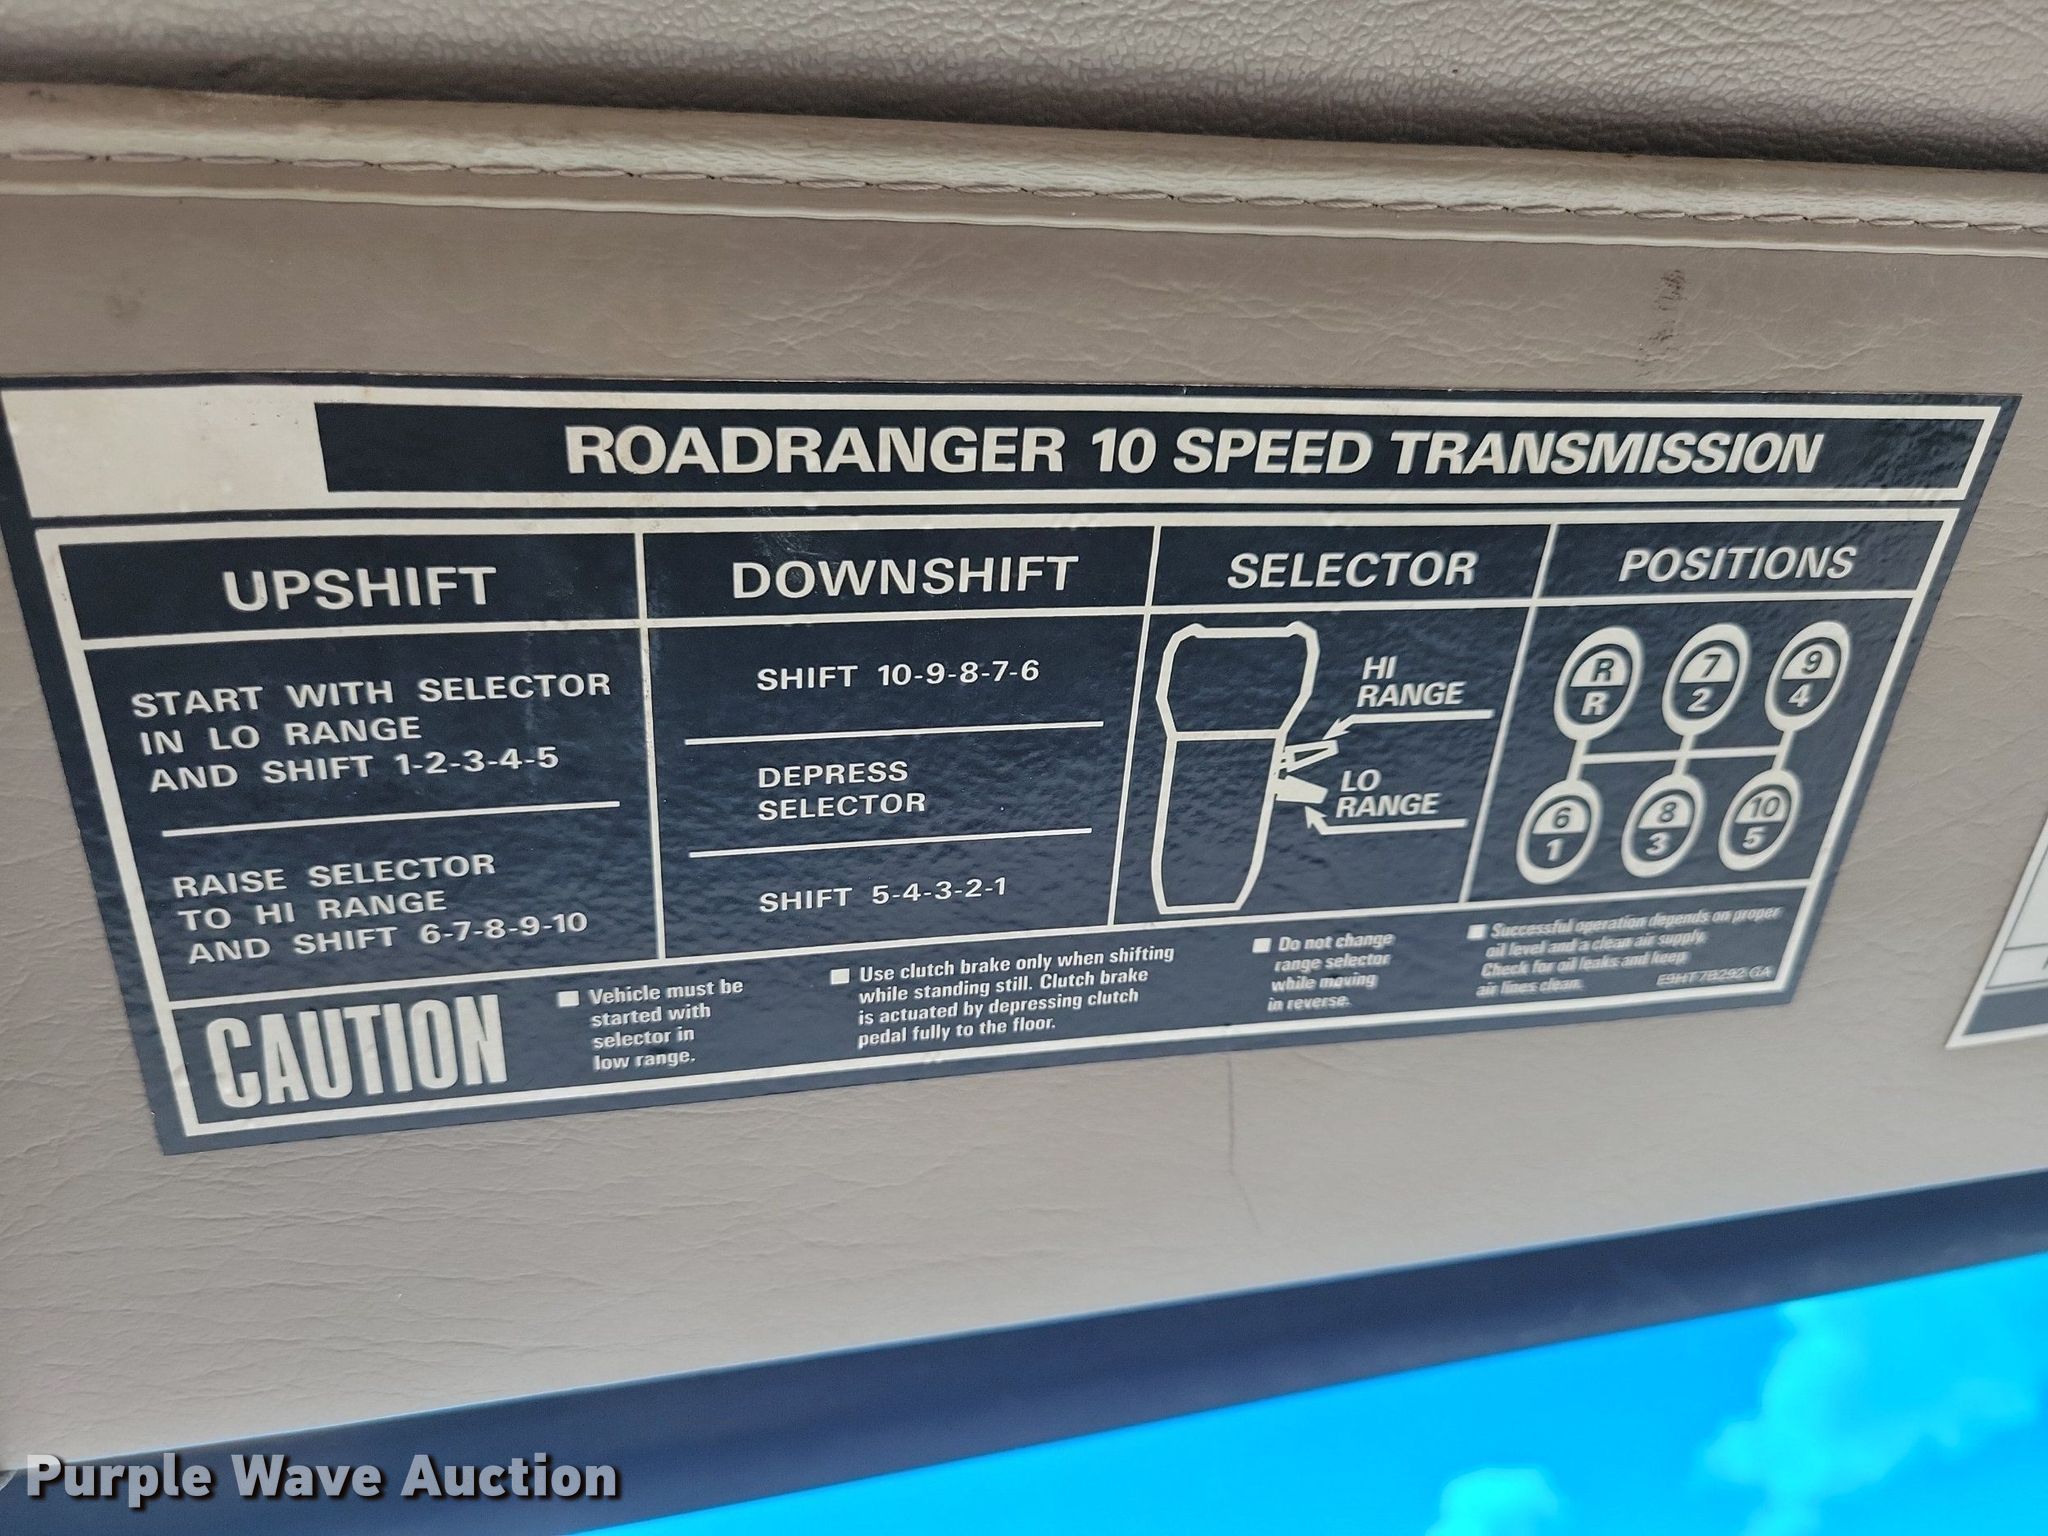 ROADRANGER 10 SPEED TRANSMISSION
UPSHIFT
START WITH SELECTOR
IN LO RANGE
AND SHIFT 1-2-3-4-5
RAISE SELECTOR
TO HI RANGE
AND SHIFT 6-7-8-9-10
DOWNSHIFT
SHIFT 10-9-8-7-6
DEPRESS
SELECTOR
SHIFT 5-4-3-2-1
SELECTOR
HI
RANGE
LO
RANGE
POSITIONS
R 7 9
R 2 4
6 8 10
1 3 5
CAUTION
Vehicle must be
started with
selector in
low range.
Use clutch brake only when shifting
while standing still. Clutch brake
is actuated by depressing clutch
pedal fully to the floor.
Do not change
range selector
while moving
in reverse.
Successful operation depends on proper
oil level and a clean air supply.
Check for oil leaks and keep
air lines clean.
E9HT 7B292 GA
Purple Wave Auction